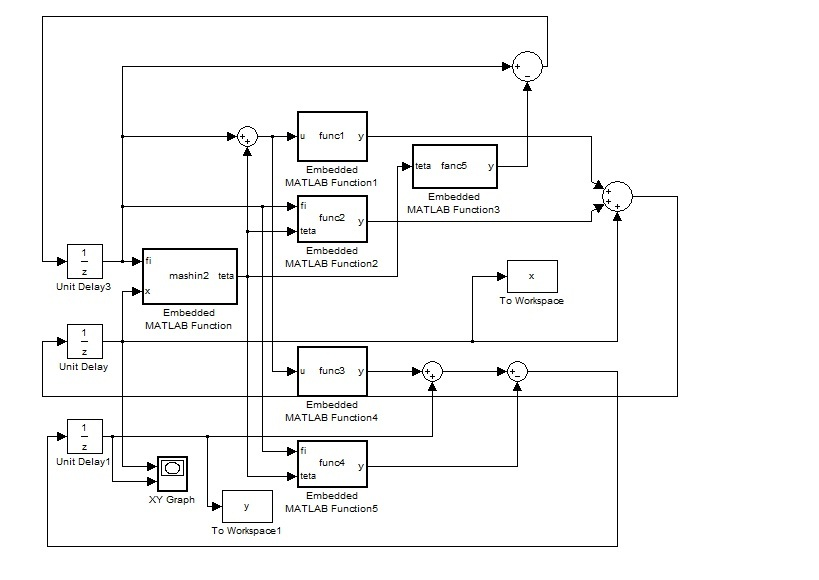 +
−
+
+
u func1 y
Embedded
MATLAB Function1
teta fanc5 y
Embedded
MATLAB Function3
fi
func2 y
teta
Embedded
MATLAB Function2
+
+
+
1
z
Unit Delay3
fi
mashin2 teta
x
Embedded
MATLAB Function
x
To Workspace
1
z
Unit Delay
u func3 y
Embedded
MATLAB Function4
+
+
+
−
1
z
Unit Delay1
XY Graph
fi
func4 y
teta
Embedded
MATLAB Function5
y
To Workspace1